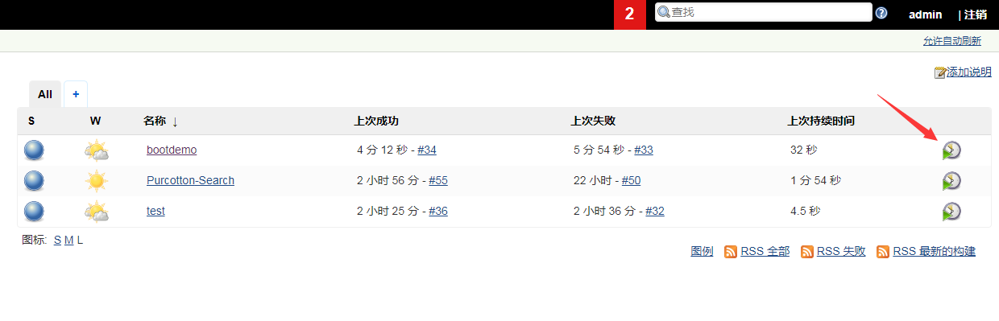 2 查找 admin | 注销
允许自动刷新
添加说明
All +
S W 名称 ↓ 上次成功 上次失败 上次持续时间
bootdemo 4 分 12 秒 - #34 5 分 54 秒 - #33 32 秒
Purcotton-Search 2 小时 56 分 - #55 22 小时 - #50 1 分 54 秒
test 2 小时 25 分 - #36 2 小时 36 分 - #32 4.5 秒
图标: S M L
图例 RSS 全部 RSS 失败 RSS 最新的构建